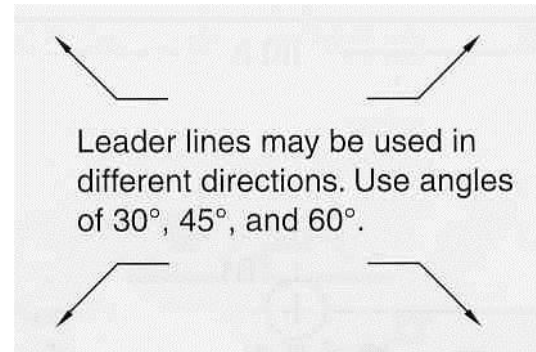 Leader lines may be used in
different directions. Use angles
of 30°, 45°, and 60°.